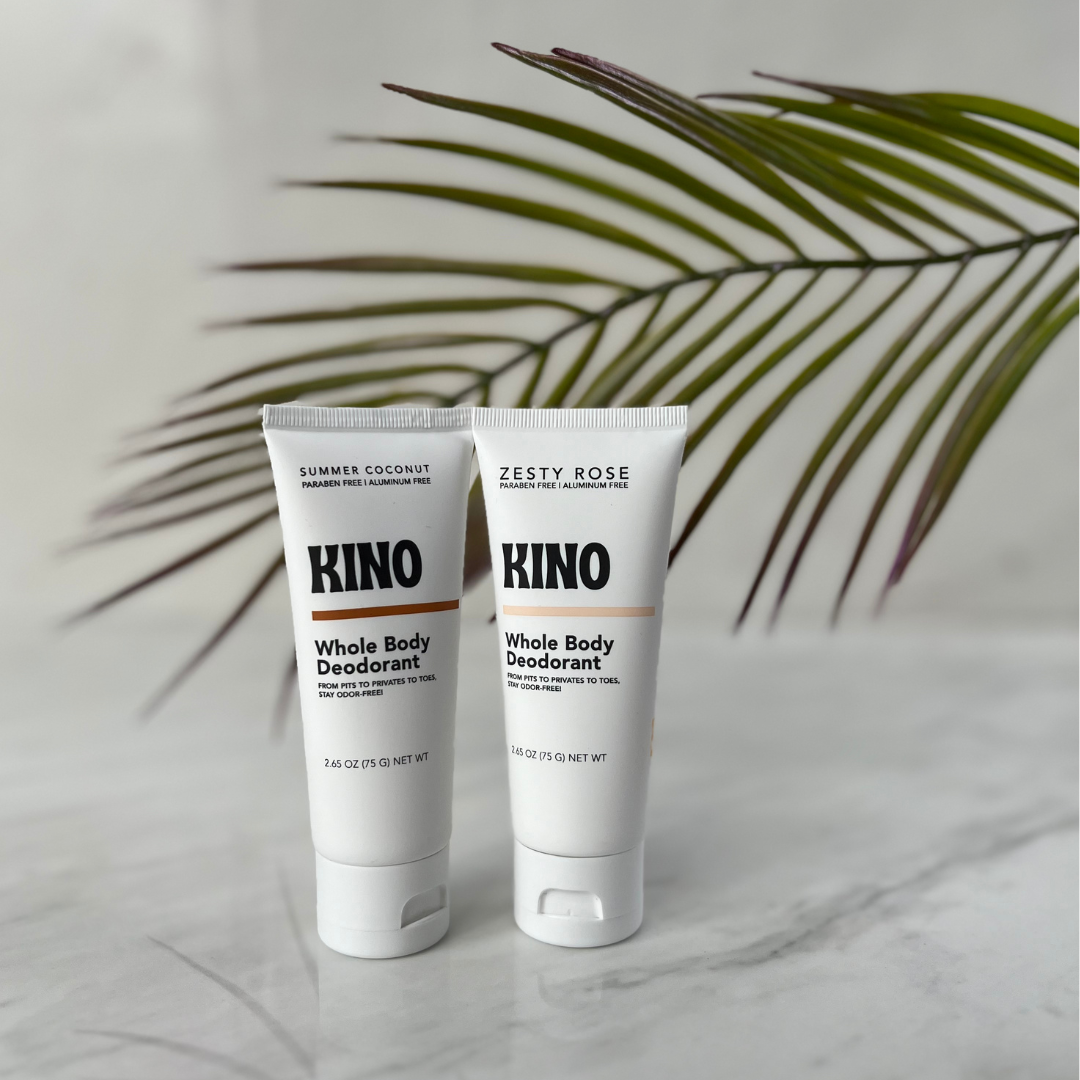 SUMMER COCONUT
PARABEN FREE | ALUMINUM FREE
KINO
Whole Body
Deodorant
FROM PITS TO PRIVATES TO TOES,
STAY ODOR-FREE!
2.65 OZ (75 G) NET WT
ZESTY ROSE
PARABEN FREE | ALUMINUM FREE
KINO
Whole Body
Deodorant
FROM PITS TO PRIVATES TO TOES,
STAY ODOR-FREE!
2.65 OZ (75 G) NET WT